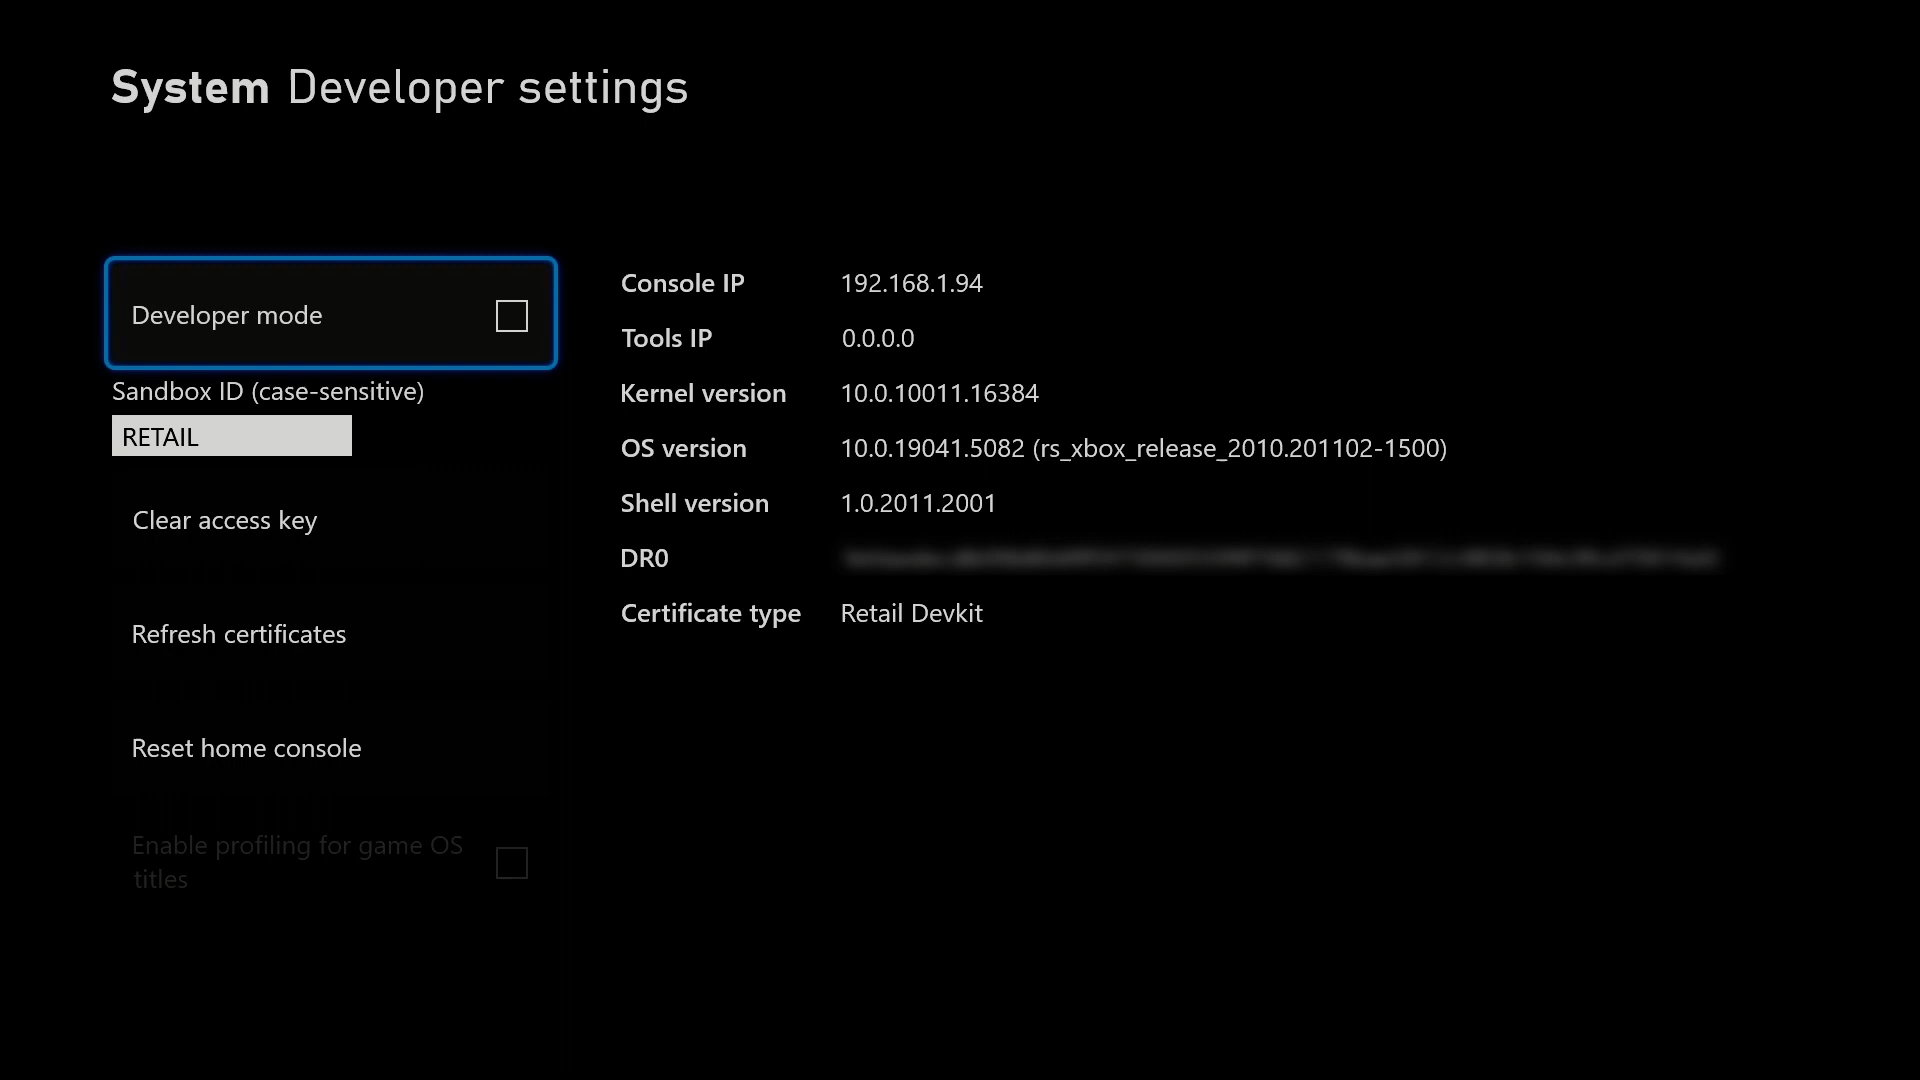 System Developer settings
Developer mode
Sandbox ID (case-sensitive)
RETAIL
Clear access key
Refresh certificates
Reset home console
Enable profiling for game OS
titles
Console IP 192.168.1.94
Tools IP 0.0.0.0
Kernel version 10.0.10011.16384
OS version 10.0.19041.5082 (rs_xbox_release_2010.201102-1500)
Shell version 1.0.2011.2001
DR0
Certificate type Retail Devkit